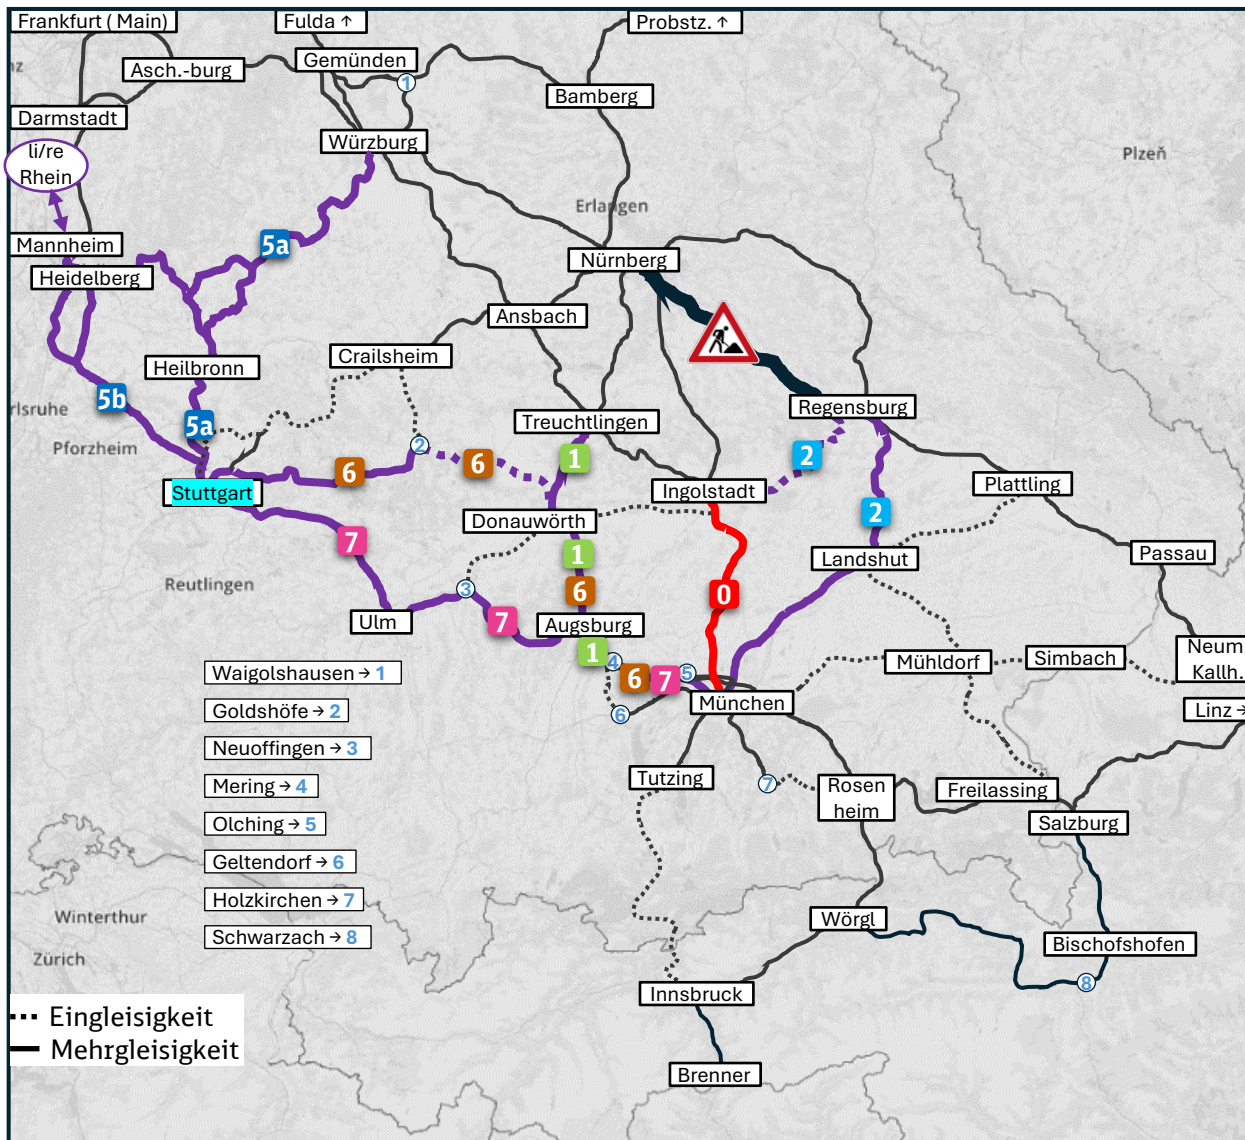 Frankfurt (Main)
Fulda ↑
Probstz. ↑
Gemünden
Asch.-burg
1
Bamberg
Darmstadt
Würzburg
li/re
Rhein
Plzeň
Erlangen
Mannheim
5a
Nürnberg
Heidelberg
Ansbach
Crailsheim
Heilbronn
5b
rlsruhe
Regensburg
Treuchtlingen
5a
Pforzheim
2
1
2
6
6
Stuttgart
Ingolstadt
Plattling
Donauwörth
2
7
1
Landshut
Passau
Reutlingen
3
6
0
Ulm
7
Augsburg
1
4
Mühldorf
Simbach
Neum.
Kallh.
Waigolshausen → 1
6
7
5
München
Goldshöfe → 2
6
Linz →
Neuoffingen → 3
Tutzing
7
Rosen
heim
Freilassing
Mering → 4
Olching → 5
Salzburg
Geltendorf → 6
Holzkirchen → 7
Winterthur
Wörgl
Schwarzach → 8
Bischofshofen
Zürich
8
Innsbruck
Eingleisigkeit
Mehrgleisigkeit
Brenner